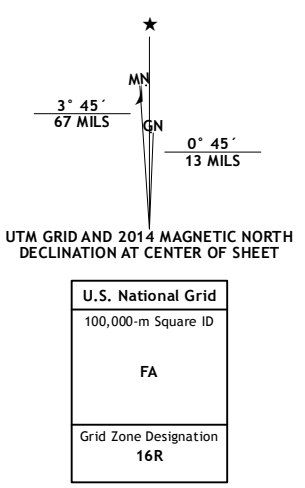 ★
MN
3° 45´
67 MILS
GN
0° 45´
13 MILS
UTM GRID AND 2014 MAGNETIC NORTH
DECLINATION AT CENTER OF SHEET
U.S. National Grid
100,000-m Square ID
FA
Grid Zone Designation
16R